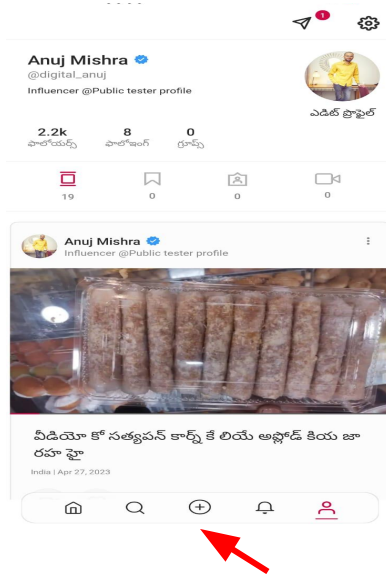 1
Anuj Mishra
@digital_anuj
Influencer @Public tester profile
ఎడిట్ ప్రొఫైల్
2.2k 8 0
ఫాలోయర్స్ ఫాలోఇంగ్ గ్రూప్స్
19 0 0 0
Anuj Mishra
Influencer @Public tester profile
వీడియో కో సత్యపన్ కార్న్ కే లియే అప్లోడ్ కియ జా
రహ హై
India | Apr 27, 2023